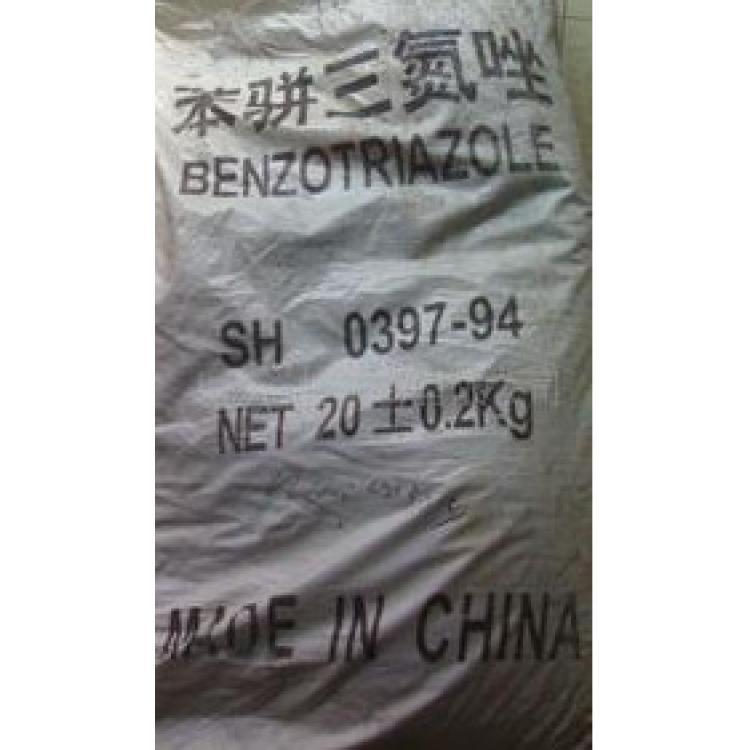 苯骈三氮唑
BENZOTRIAZOLE
SH 0397-94
NET 20±0.2Kg
MADE IN CHINA